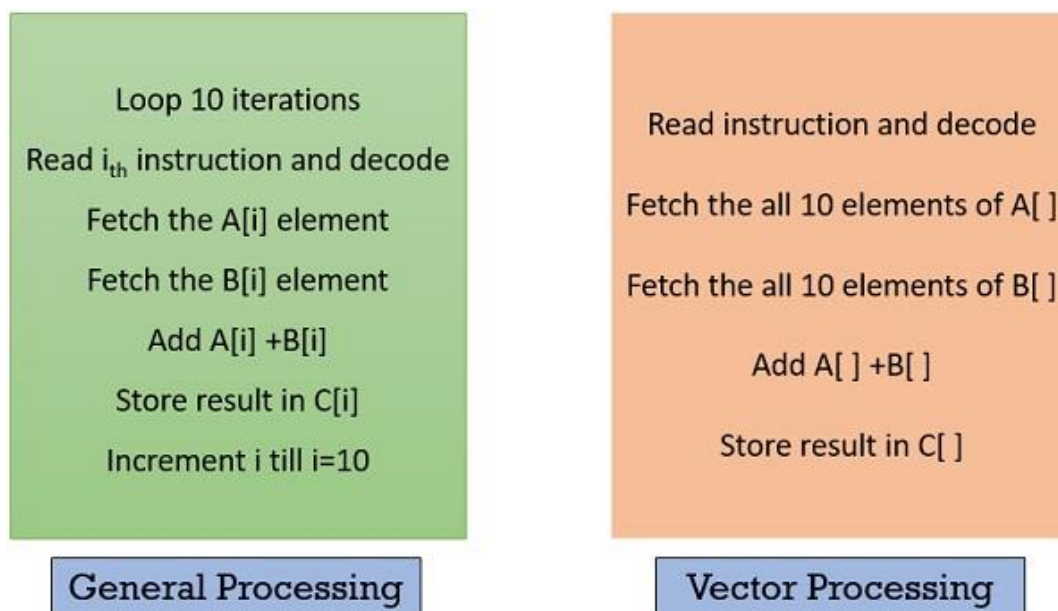 Loop 10 iterations
Read ith instruction and decode
Fetch the A[i] element
Fetch the B[i] element
Add A[i] +B[i]
Store result in C[i]
Increment i till i=10
General Processing
Read instruction and decode
Fetch the all 10 elements of A[ ]
Fetch the all 10 elements of B[ ]
Add A[ ] +B[ ]
Store result in C[ ]
Vector Processing